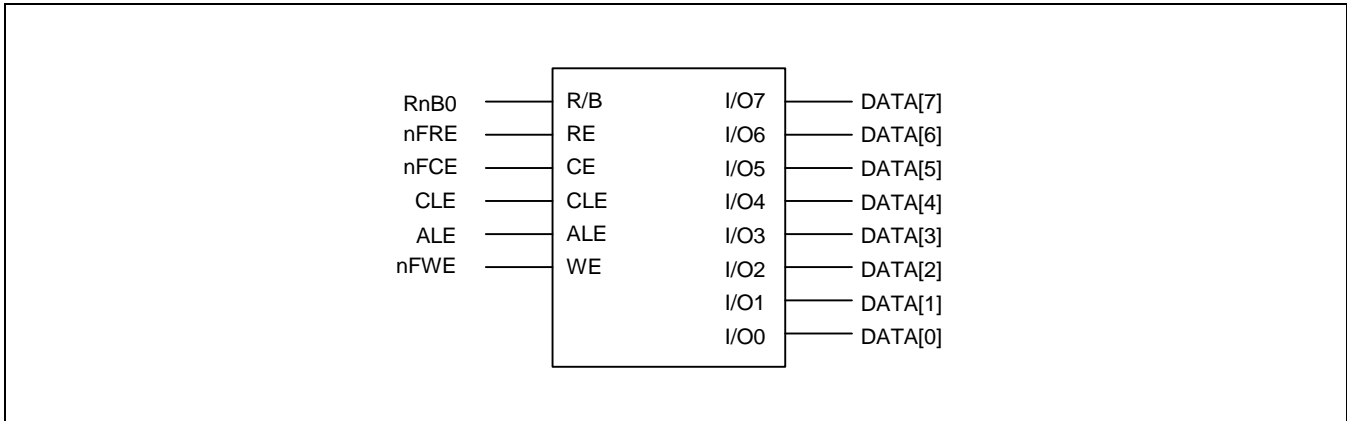 RnB0 R/B I/O7 DATA[7]
nFRE RE I/O6 DATA[6]
nFCE CE I/O5 DATA[5]
CLE CLE I/O4 DATA[4]
ALE ALE I/O3 DATA[3]
nFWE WE I/O2 DATA[2]
I/O1 DATA[1]
I/O0 DATA[0]